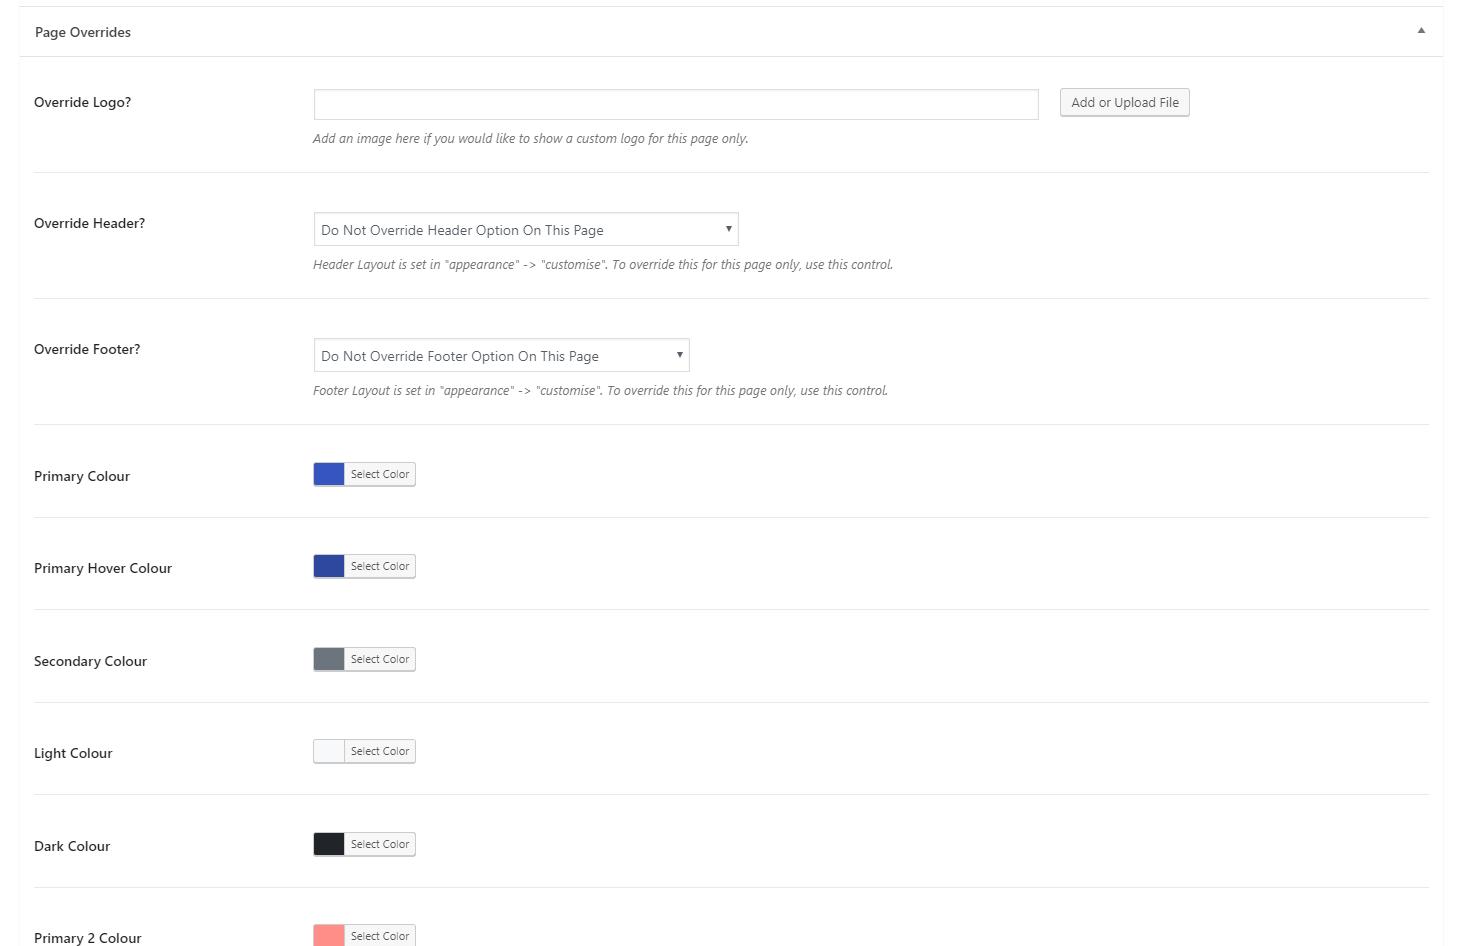 Page Overrides
Override Logo?
Add or Upload File
Add an image here if you would like to show a custom logo for this page only.
Override Header?
Do Not Override Header Option On This Page
Header Layout is set in "appearance" -> "customise". To override this for this page only, use this control.
Override Footer?
Do Not Override Footer Option On This Page
Footer Layout is set in "appearance" -> "customise". To override this for this page only, use this control.
Primary Colour
Select Color
Primary Hover Colour
Select Color
Secondary Colour
Select Color
Light Colour
Select Color
Dark Colour
Select Color
Primary 2 Colour
Select Color